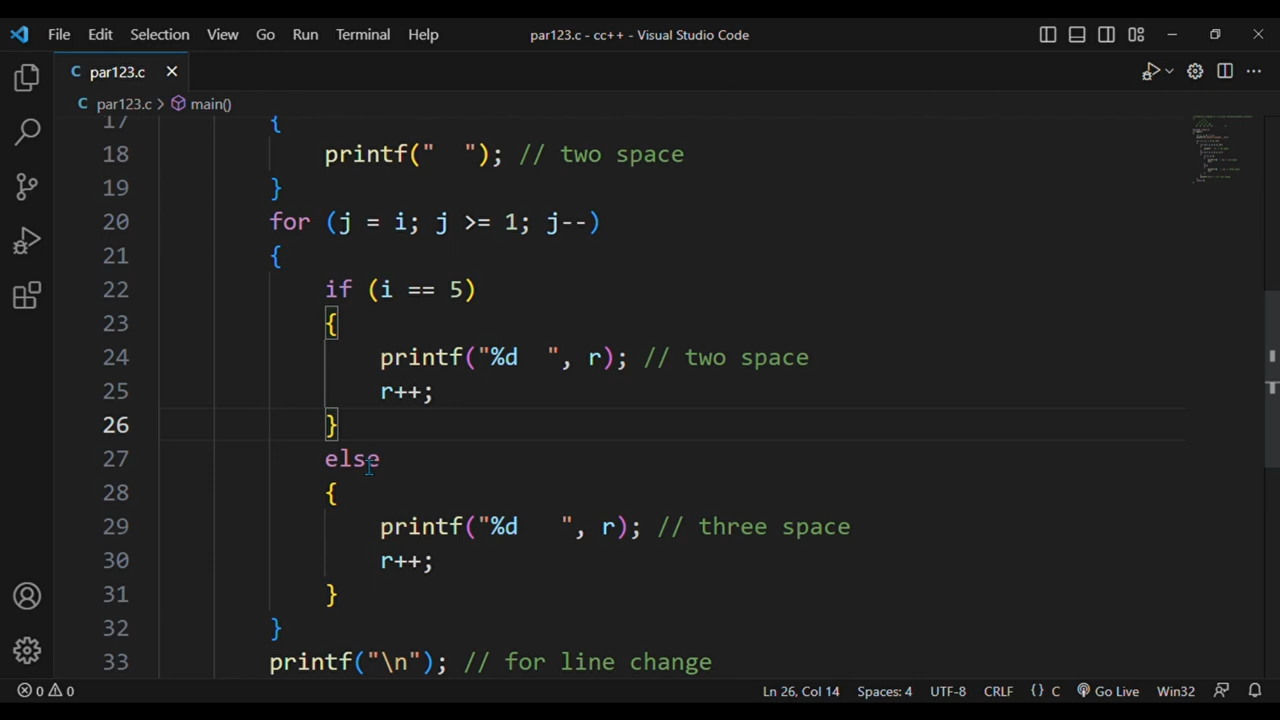 File Edit Selection View Go Run Terminal Help par123.c - cc++ - Visual Studio Code
C par123.c
C par123.c > main()
17 {
18 printf("  "); // two space
19 }
20 for (j = i; j >= 1; j--)
21 {
22 if (i == 5)
23 {
24 printf("%d  ", r); // two space
25 r++;
26 }
27 else
28 {
29 printf("%d   ", r); // three space
30 r++;
31 }
32 }
33 printf("\n"); // for line change
0 0 Ln 26, Col 14 Spaces: 4 UTF-8 CRLF {} C Go Live Win32